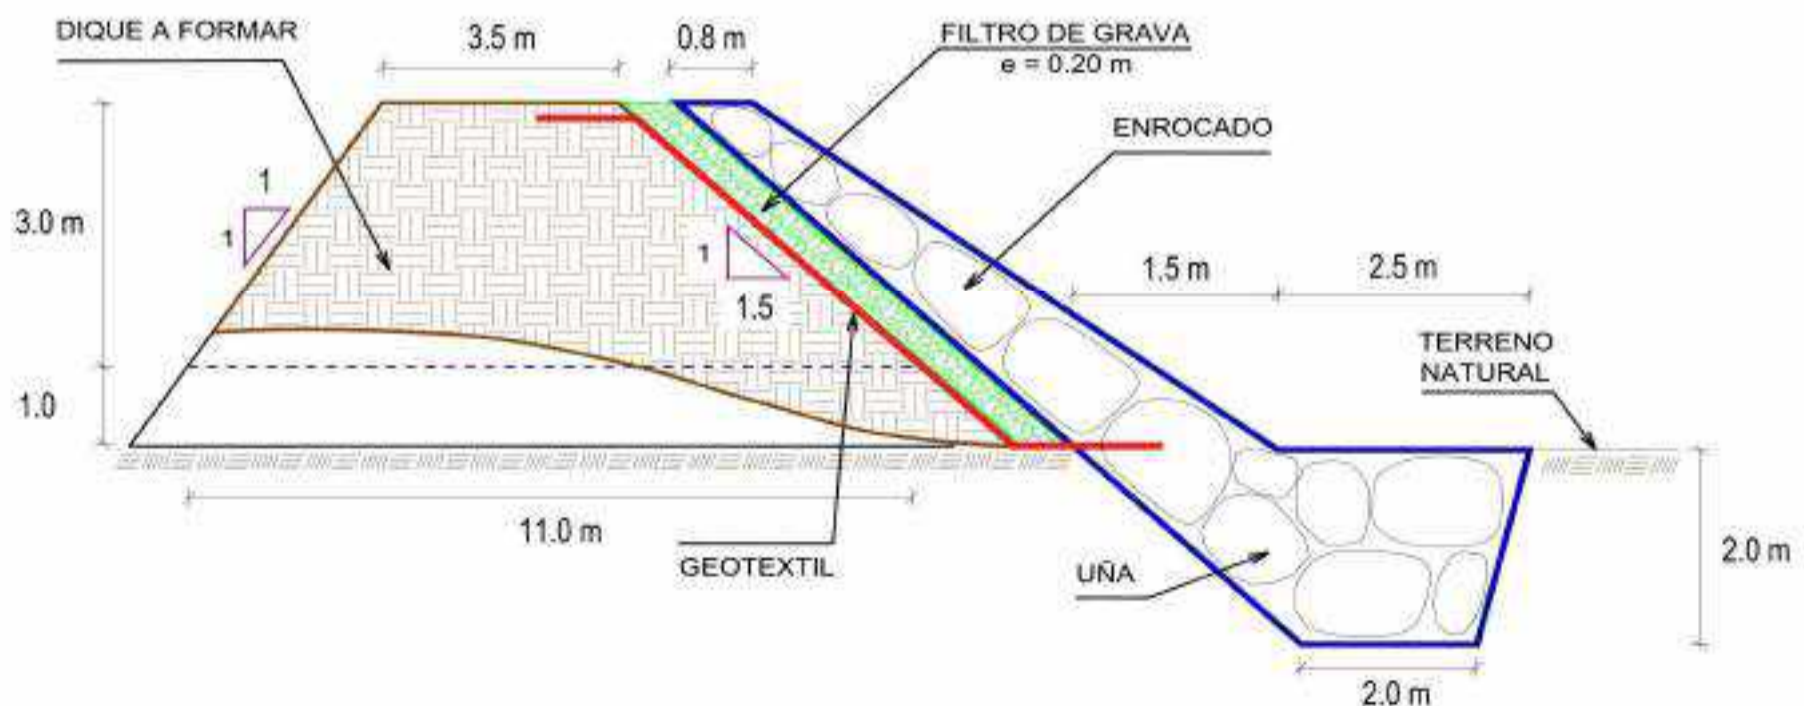 DIQUE A FORMAR
3.5 m
0.8 m
FILTRO DE GRAVA
e = 0.20 m
ENROCADO
1
1
3.0 m
1
1.5
1.5 m
2.5 m
TERRENO
NATURAL
1.0
11.0 m
GEOTEXTIL
UÑA
2.0 m
2.0 m